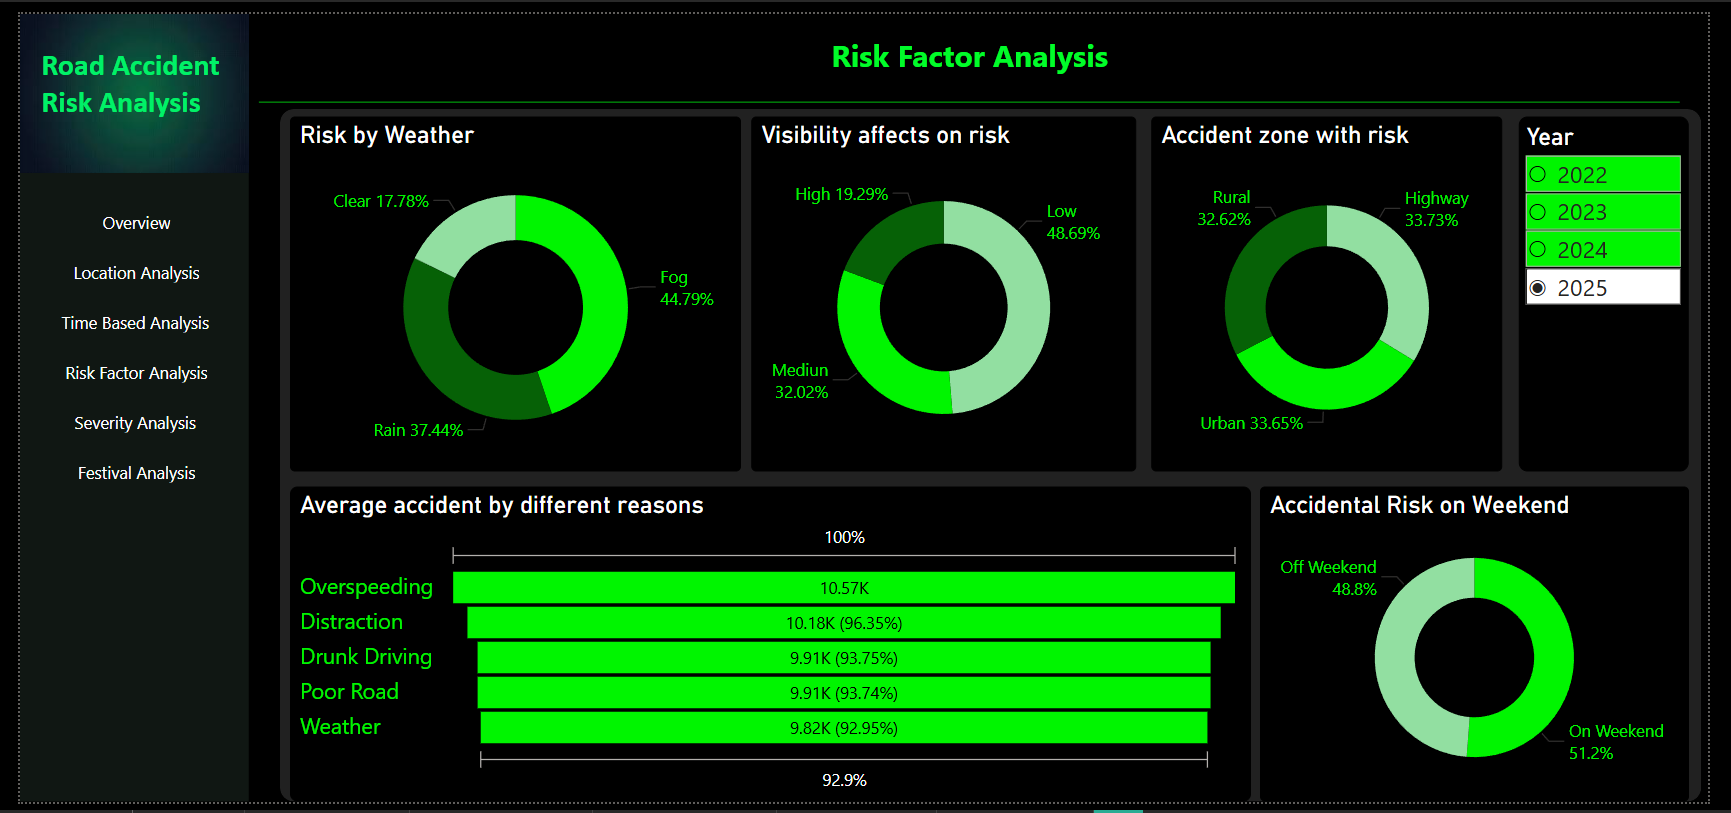 Road Accident
Risk Analysis
Overview
Location Analysis
Time Based Analysis
Risk Factor Analysis
Severity Analysis
Festival Analysis
Risk Factor Analysis
Risk by Weather
Clear 17.78%
Fog
44.79%
Rain 37.44%
Visibility affects on risk
High 19.29%
Low
48.69%
Mediun
32.02%
Accident zone with risk
Rural
32.62%
Highway
33.73%
Urban 33.65%
Year
2022
2023
2024
2025
Average accident by different reasons
100%
Overspeeding 10.57K
Distraction 10.18K (96.35%)
Drunk Driving 9.91K (93.75%)
Poor Road 9.91K (93.74%)
Weather 9.82K (92.95%)
92.9%
Accidental Risk on Weekend
Off Weekend
48.8%
On Weekend
51.2%